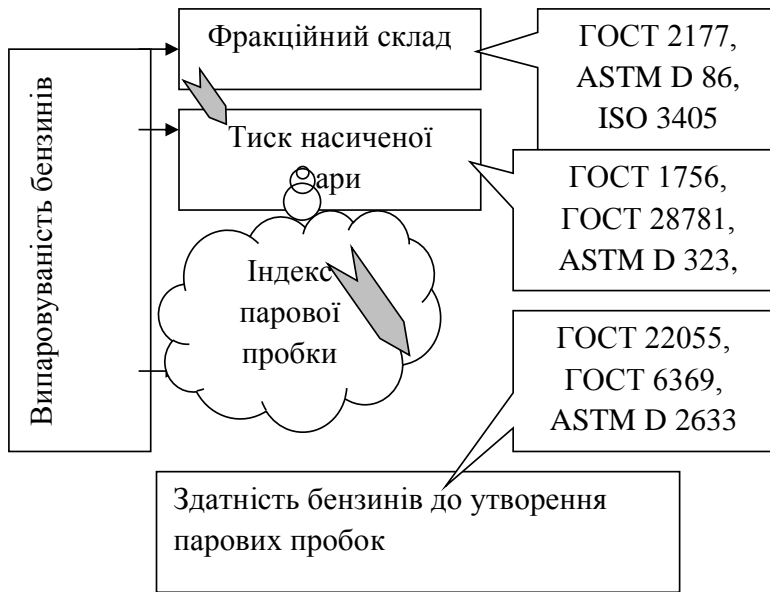 Випаровуваність бензинів
Фракційний склад
ГОСТ 2177,
ASTM D 86,
ISO 3405
Тиск насиченої
ари
ГОСТ 1756,
ГОСТ 28781,
ASTM D 323,
Індекс
парової
пробки
ГОСТ 22055,
ГОСТ 6369,
ASTM D 2633
Здатність бензинів до утворення
парових пробок